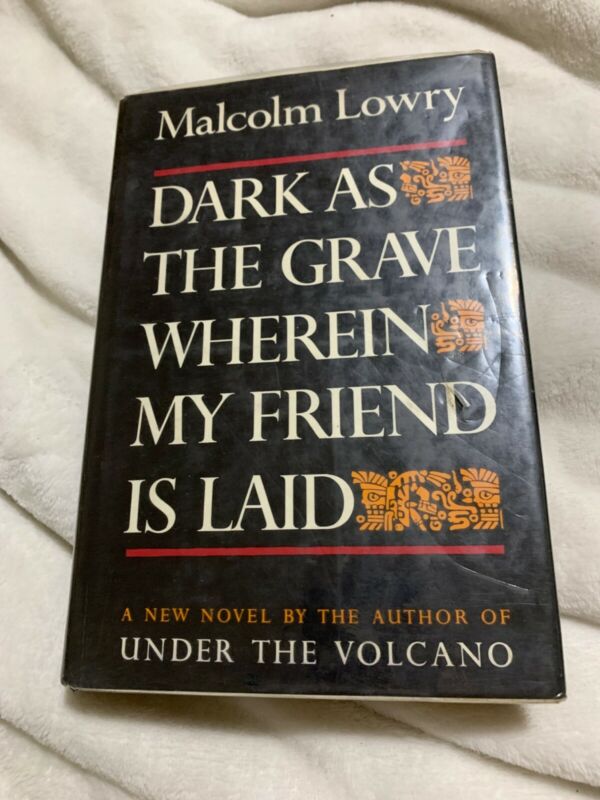 Malcolm Lowry
DARK AS
THE GRAVE
WHEREIN
MY FRIEND
IS LAID
A NEW NOVEL BY THE AUTHOR OF
UNDER THE VOLCANO